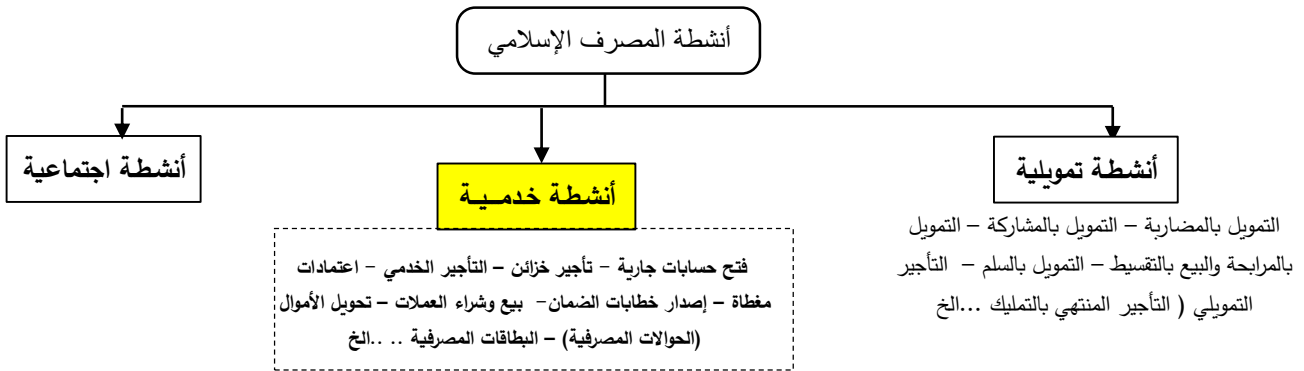 أنشطة المصرف الإسلامي
أنشطة تمويلية
التمويل بالمضاربة – التمويل بالمشاركة – التمويل
بالمرابحة والبيع بالتقسيط – التمويل بالسلم – التأجير
التمويلي ( التأجير المنتهي بالتمليك ...الخ
أنشطة خدمــيــة
فتح حسابات جارية - تأجير خزائن – التأجير الخدمي - اعتمادات
مغطاة – إصدار خطابات الضمان- بيع وشراء العملات – تحويل الأموال
(الحوالات المصرفية) – البطاقات المصرفية .. ..الخ
أنشطة اجتماعية